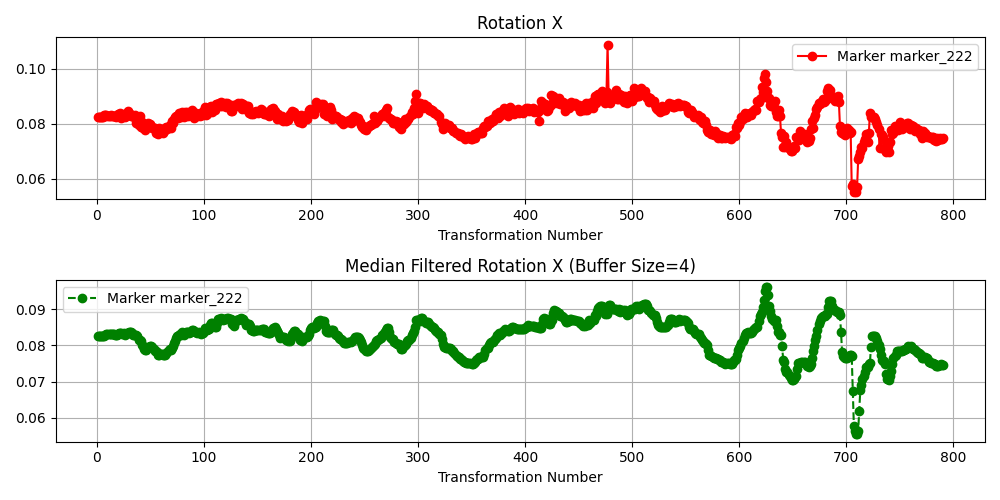 Rotation X
Marker marker_222
0.10
0.08
0.06
0 100 200 300 400 500 600 700 800
Transformation Number
Median Filtered Rotation X (Buffer Size=4)
Marker marker_222
0.09
0.08
0.07
0.06
0 100 200 300 400 500 600 700 800
Transformation Number